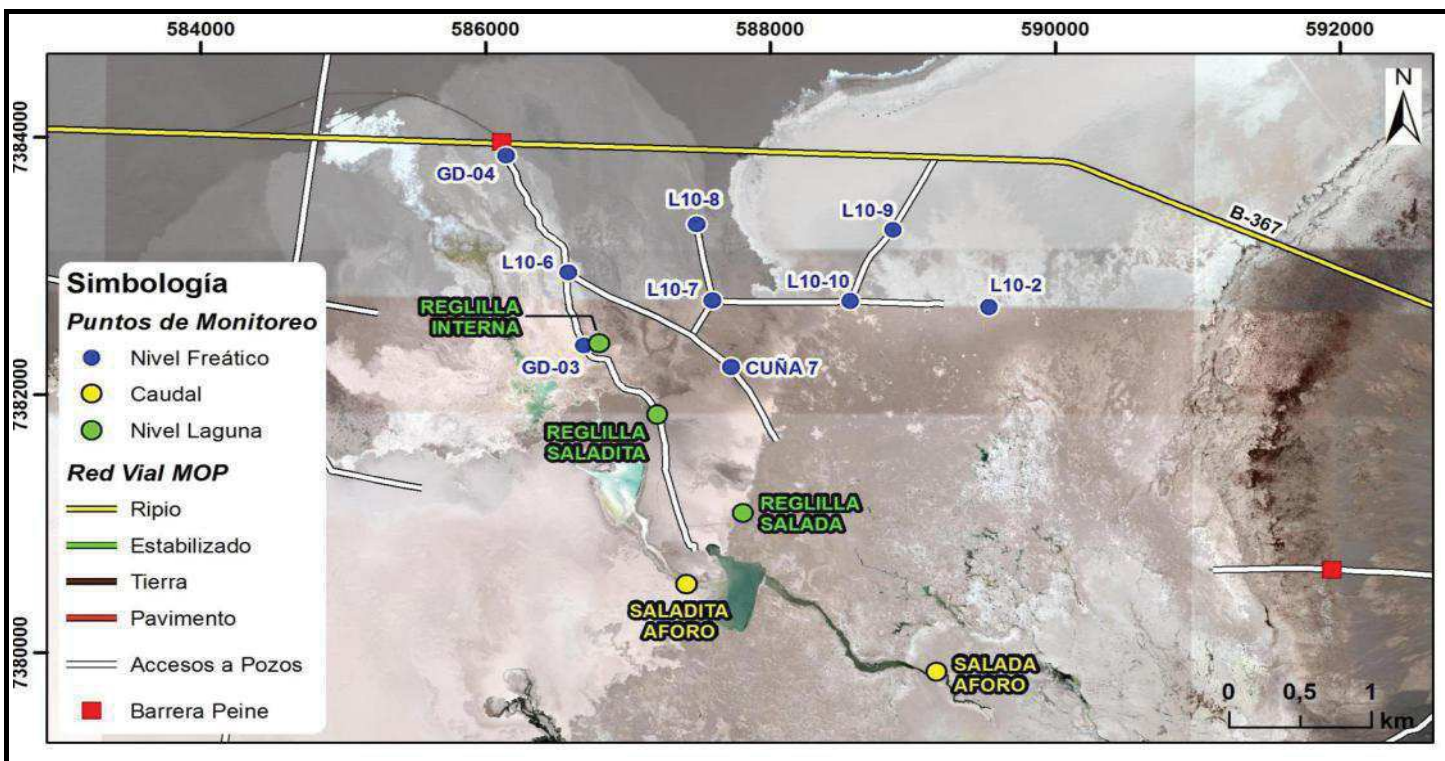 584000
586000
588000
590000
592000
N
7384000
7382000
7380000
GD-04
L10-8
L10-9
B-367
L10-6
L10-7
L10-10
L10-2
REGLILLA
INTERNA
GD-03
CUÑA 7
REGLILLA
SALADITA
REGLILLA
SALADA
SALADITA
AFORO
SALADA
AFORO
Simbología
Puntos de Monitoreo
Nivel Freático
Caudal
Nivel Laguna
Red Vial MOP
Ripio
Estabilizado
Tierra
Pavimento
Accesos a Pozos
Barrera Peine
0 0,5 1
km